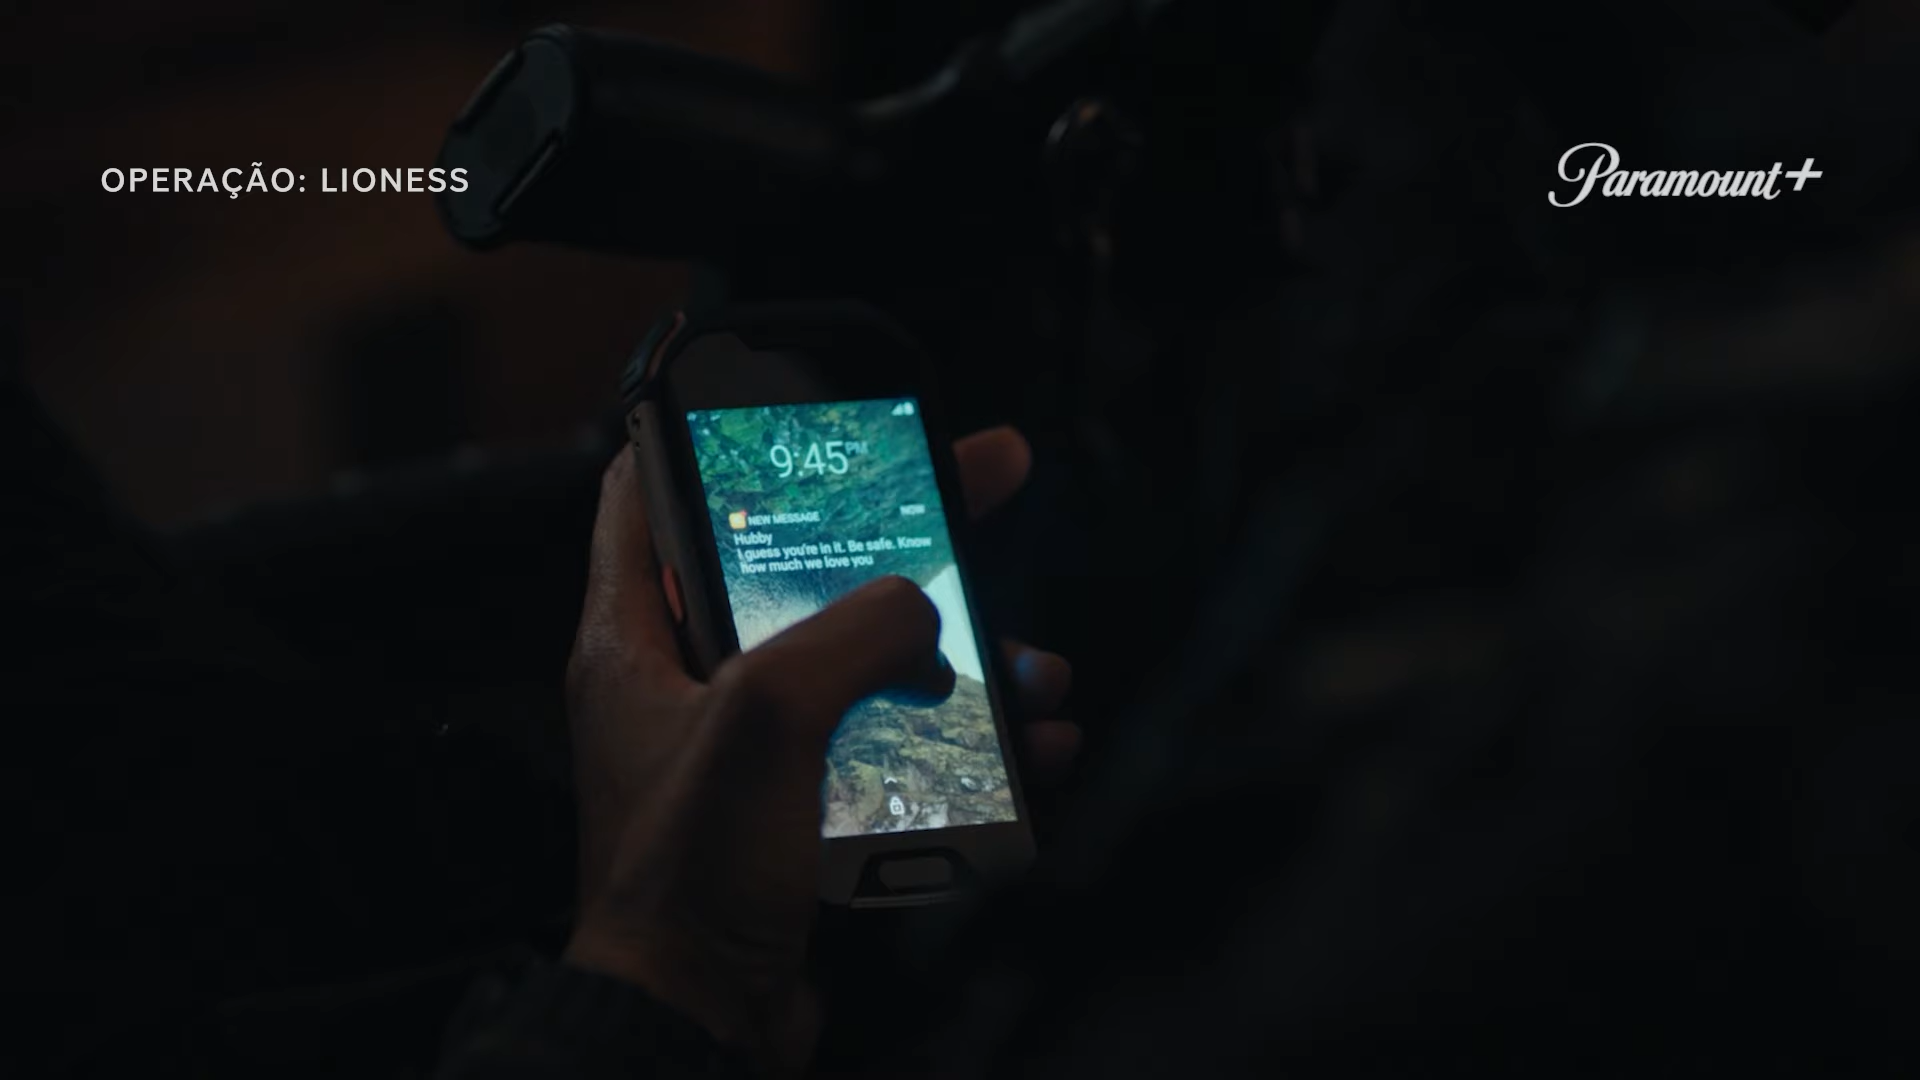 OPERAÇÃO: LIONESS
Paramount+
9:45 PM
NEW MESSAGE NOW
Hubby
I guess you're in it. Be safe. Know
how much we love you